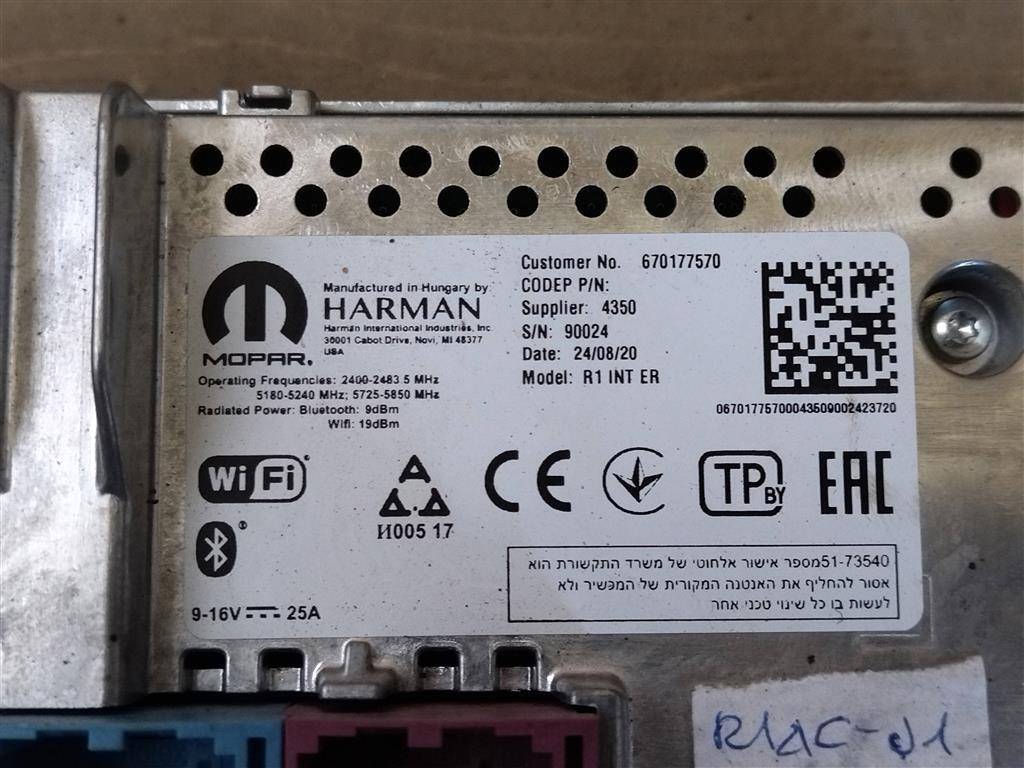 MOPAR®
Manufactured in Hungary by
HARMAN
Harman International Industries, Inc
30001 Cabot Drive, Novi, MI 48377
USA
Operating Frequencies: 2400-2483 5 MHz
5180-5240 MHz; 5725-5850 MHz
Radiated Power: Bluetooth: 9dBm
Wifi: 19dBm
Customer No. 670177570
CODEP P/N:
Supplier: 4350
S/N: 90024
Date: 24/08/20
Model: R1 INT ER
06701775700043509002423720
WiFi®
A
И005 17
CE
TP BY
EAC
51-73540מספר אישור אלחוטי של משרד התקשורת הוא
אסור להחליף את האנטנה המקורית של המכשיר ולא
לעשות בו כל שינוי טכני אחר
9-16V 25A